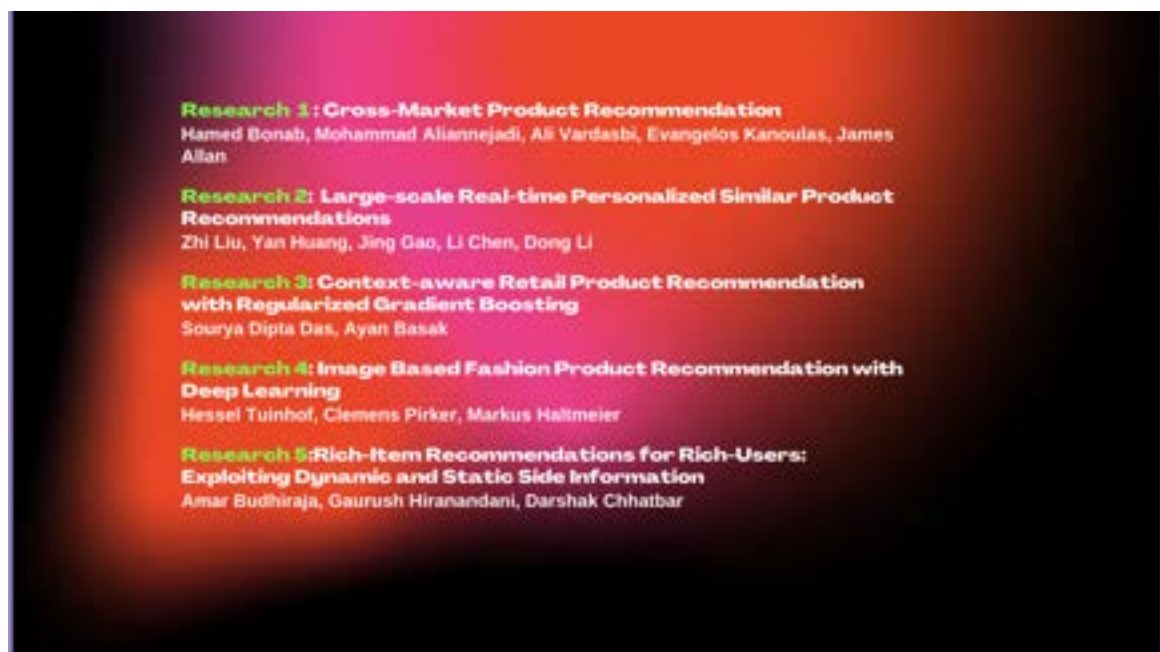 Research 1: Cross-Market Product Recommendation
Hamed Bonab, Mohammad Aliannejadi, Ali Vardasbi, Evangelos Kanoulas, James
Allan
Research 2: Large-scale Real-time Personalized Similar Product
Recommendations
Zhi Liu, Yan Huang, Jing Gao, Li Chen, Dong Li
Research 3: Context-aware Retail Product Recommendation
with Regularized Gradient Boosting
Sourya Dipta Das, Ayan Basak
Research 4: Image Based Fashion Product Recommendation with
Deep Learning
Hessel Tuinhof, Clemens Pirker, Markus Haltmeier
Research 5:Rich-Item Recommendations for Rich-Users:
Exploiting Dynamic and Static Side Information
Amar Budhiraja, Gaurush Hiranandani, Darshak Chhatbar